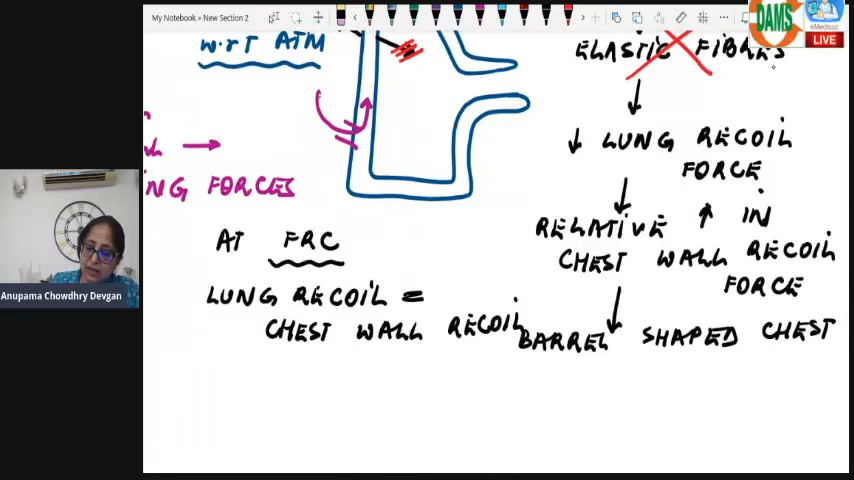 My Notebook > New Section 2
DAMS
eMedicoz
LIVE
w.r.t ATM
ELASTIC FIBRES
↓ LUNG RECOIL
FORCE
→
ING FORCES
RELATIVE ↑ IN
CHEST WALL RECOIL
FORCE
AT FRC
LUNG RECOIL =
CHEST WALL RECOIL
BARREL SHAPED CHEST
Anupama Chowdhry Devgan